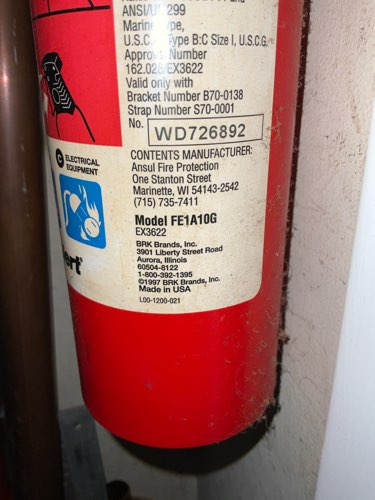 ANSI/UL 299
Marine Type,
U.S.C.G. Type B:C Size I, U.S.C.G.
Approval Number
162.028/EX3622
Valid only with
Bracket Number B70-0138
Strap Number S70-0001
No. WD726892
C ELECTRICAL
EQUIPMENT
CONTENTS MANUFACTURER:
Ansul Fire Protection
One Stanton Street
Marinette, WI 54143-2542
(715) 735-7411
Model FE1A10G
EX3622
BRK Brands, Inc.
3901 Liberty Street Road
Aurora, Illinois
60504-8122
1-800-392-1395
©1997 BRK Brands, Inc.
Made in USA
L00-1200-021